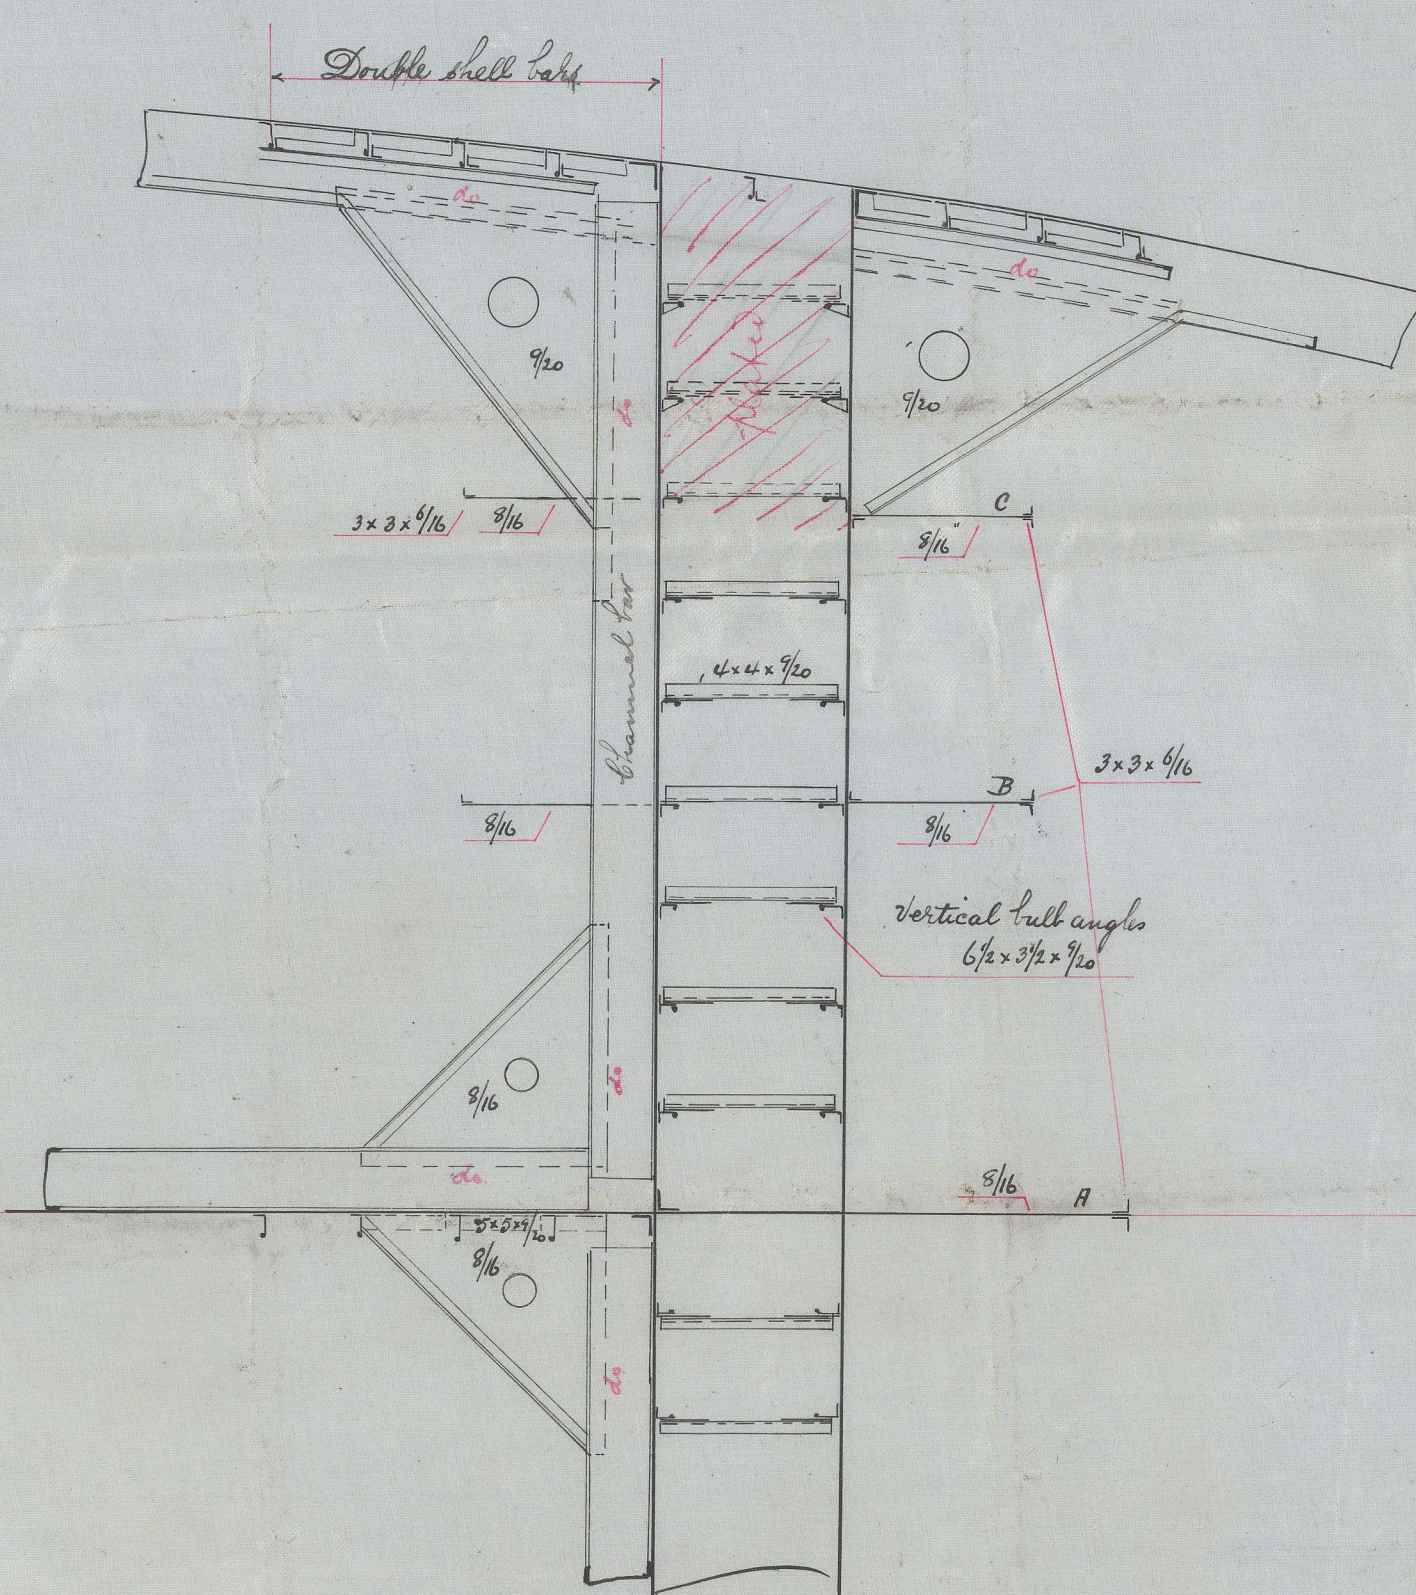 Double shell bars
do
do
9/20
9/20
do
3 x 3 x 6/16
8/16
C
8/16"
Channel bar
4 x 4 x 9/20
3 x 3 x 6/16
B
8/16
8/16
Vertical bulb angles
6 1/2 x 3 1/2 x 9/20
8/16
do
do
8/16
A
5 x 5 x 9/20
8/16
do